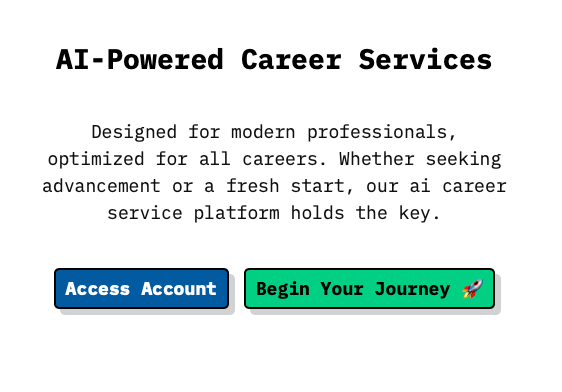 AI-Powered Career Services
Designed for modern professionals,
optimized for all careers. Whether seeking
advancement or a fresh start, our ai career
service platform holds the key.
Access Account
Begin Your Journey 🚀